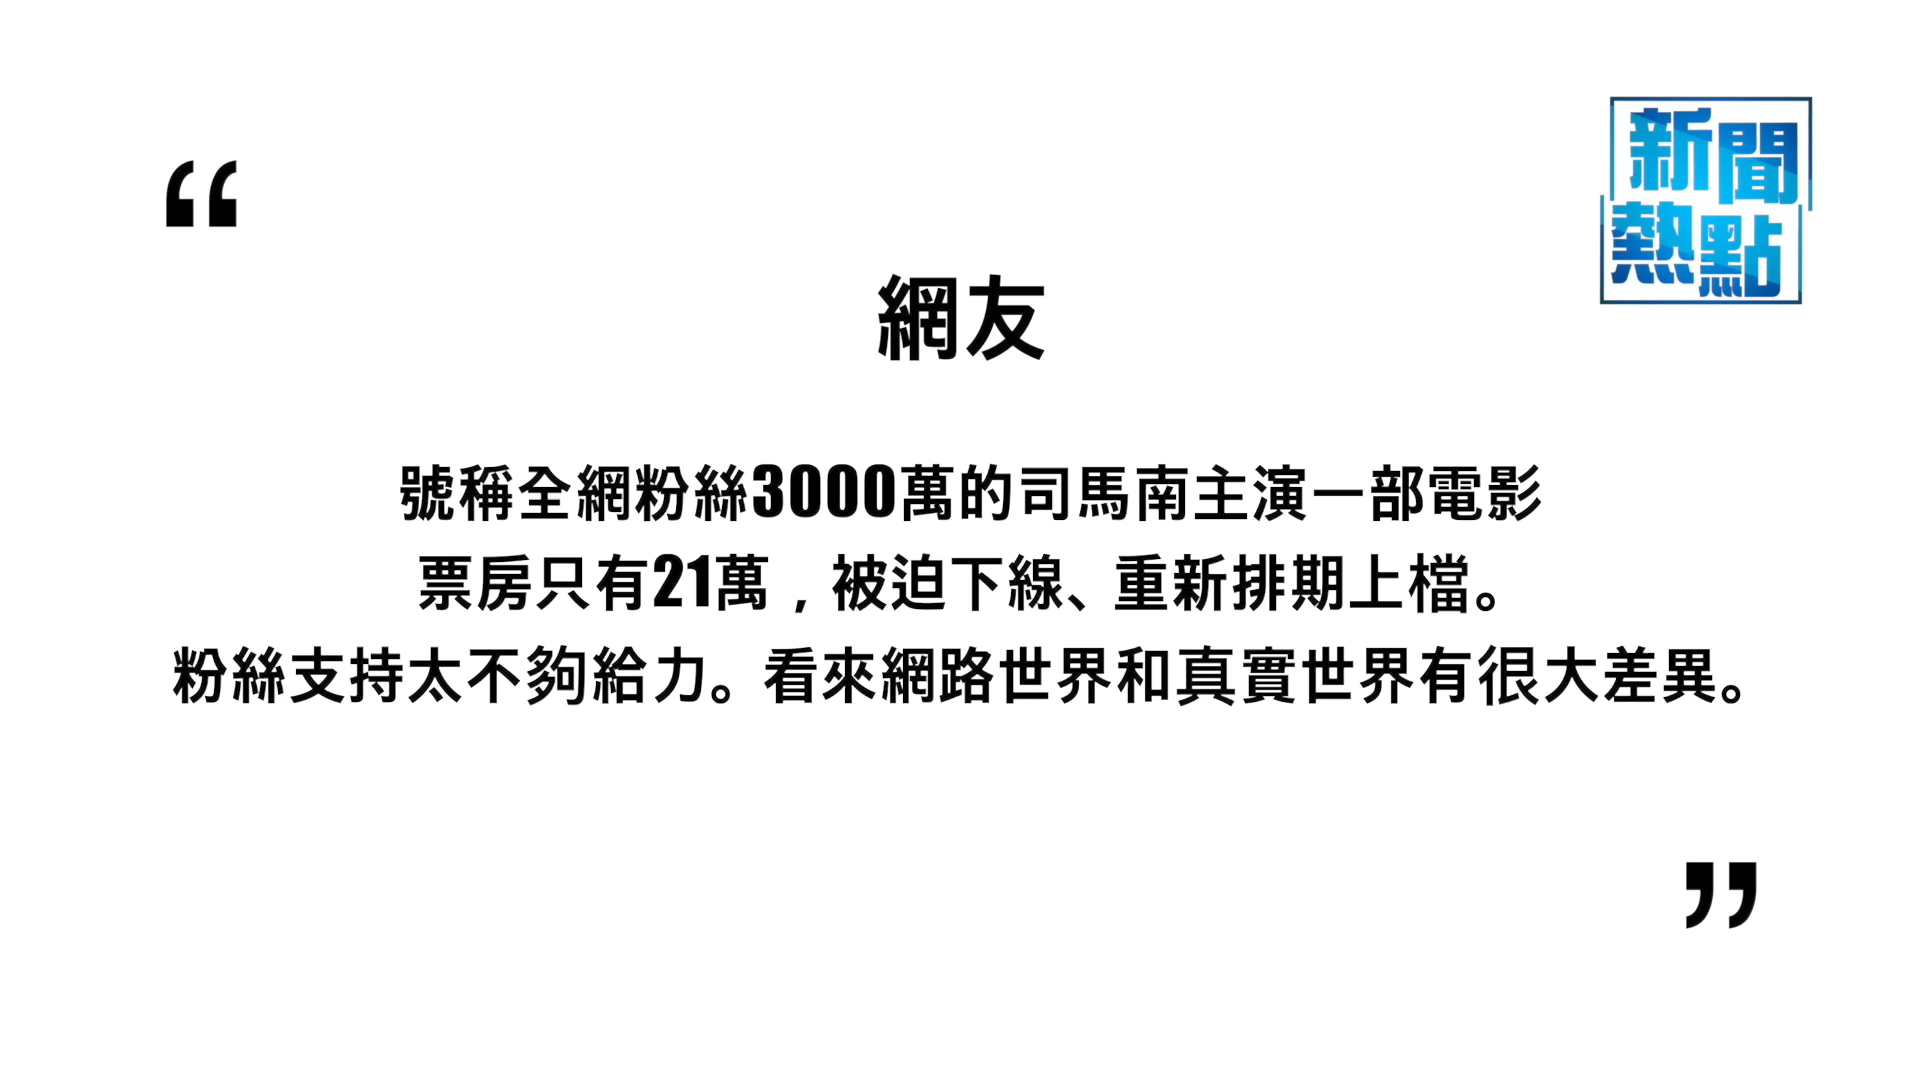 “
新聞
熱點
網友
號稱全網粉絲3000萬的司馬南主演一部電影
票房只有21萬，被迫下線、重新排期上檔。
粉絲支持太不夠給力。看來網路世界和真實世界有很大差異。
”